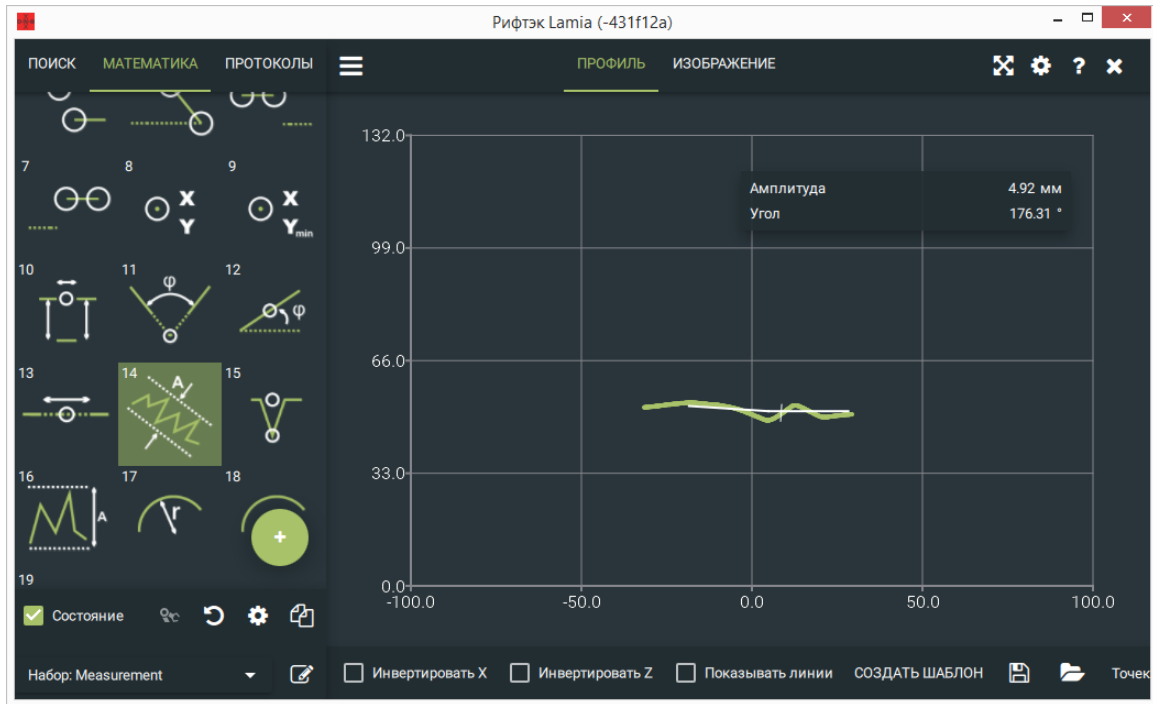 Рифтэк Lamia (-431f12a)
ПОИСК МАТЕМАТИКА ПРОТОКОЛЫ
ПРОФИЛЬ ИЗОБРАЖЕНИЕ ?
7 8 9
X Y X Ymin
10 11 12
φ φ
13 14 15
A
16 17 18
A r
+
19
Состояние
Набор: Measurement
132.0
Амплитуда 4.92 мм
Угол 176.31 °
99.0
66.0
33.0
0.0
-100.0 -50.0 0.0 50.0 100.0
Инвертировать X Инвертировать Z Показывать линии СОЗДАТЬ ШАБЛОН Точек